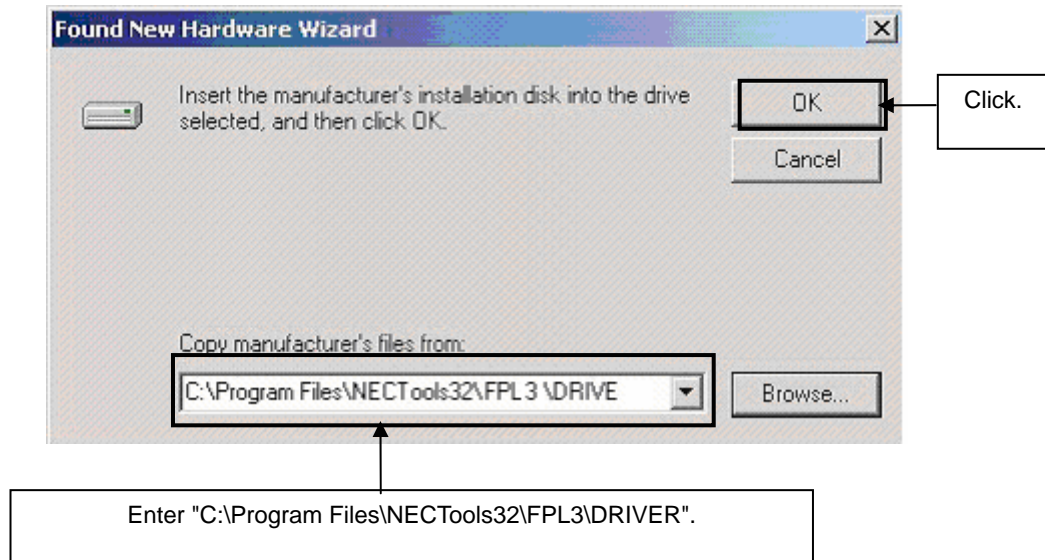 Found New Hardware Wizard
Insert the manufacturer's installation disk into the drive
selected, and then click OK.
OK
Click.
Cancel
Copy manufacturer's files from:
C:\Program Files\NECTools32\FPL3 \DRIVE
Browse...
Enter "C:\Program Files\NECTools32\FPL3\DRIVER".